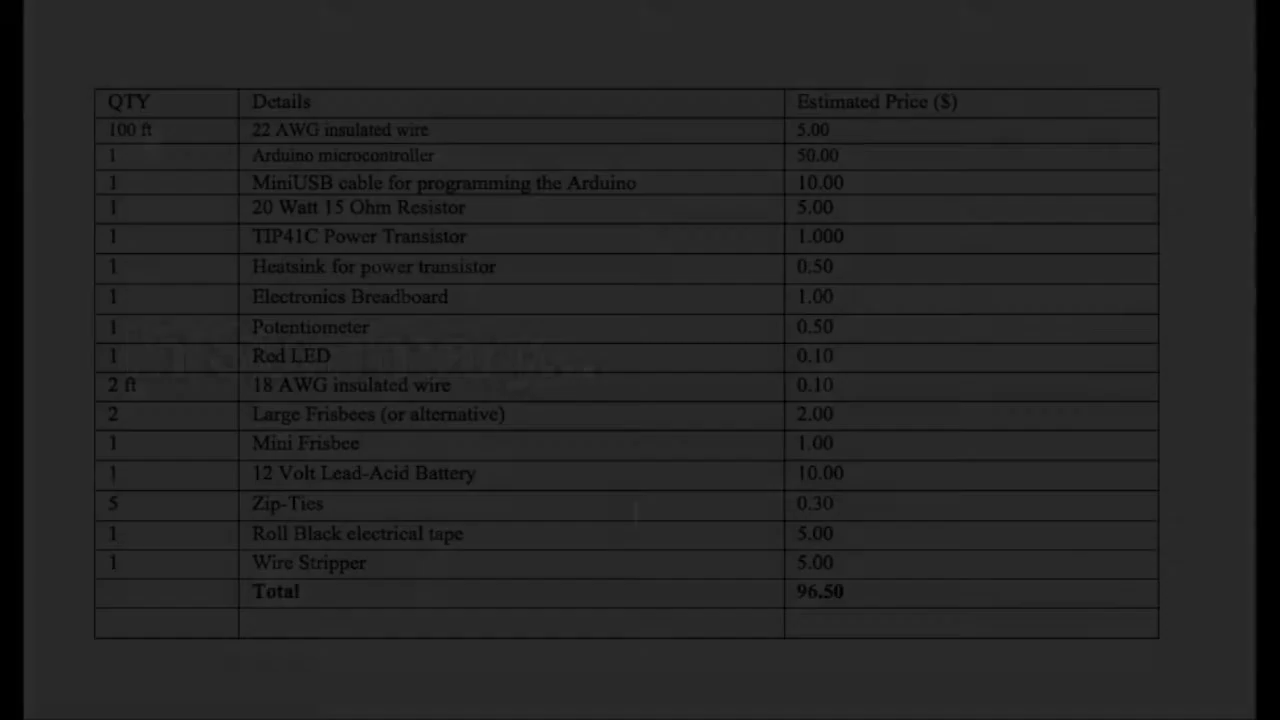 QTY Details Estimated Price ($)
100 ft 22 AWG insulated wire 5.00
1 Arduino microcontroller 50.00
1 MiniUSB cable for programming the Arduino 10.00
1 20 Watt 15 Ohm Resistor 5.00
1 TIP41C Power Transistor 1.000
1 Heatsink for power transistor 0.50
1 Electronics Breadboard 1.00
1 Potentiometer 0.50
1 Red LED 0.10
2 ft 18 AWG insulated wire 0.10
2 Large Frisbees (or alternative) 2.00
1 Mini Frisbee 1.00
1 12 Volt Lead-Acid Battery 10.00
5 Zip-Ties 0.30
1 Roll Black electrical tape 5.00
1 Wire Stripper 5.00
Total 96.50